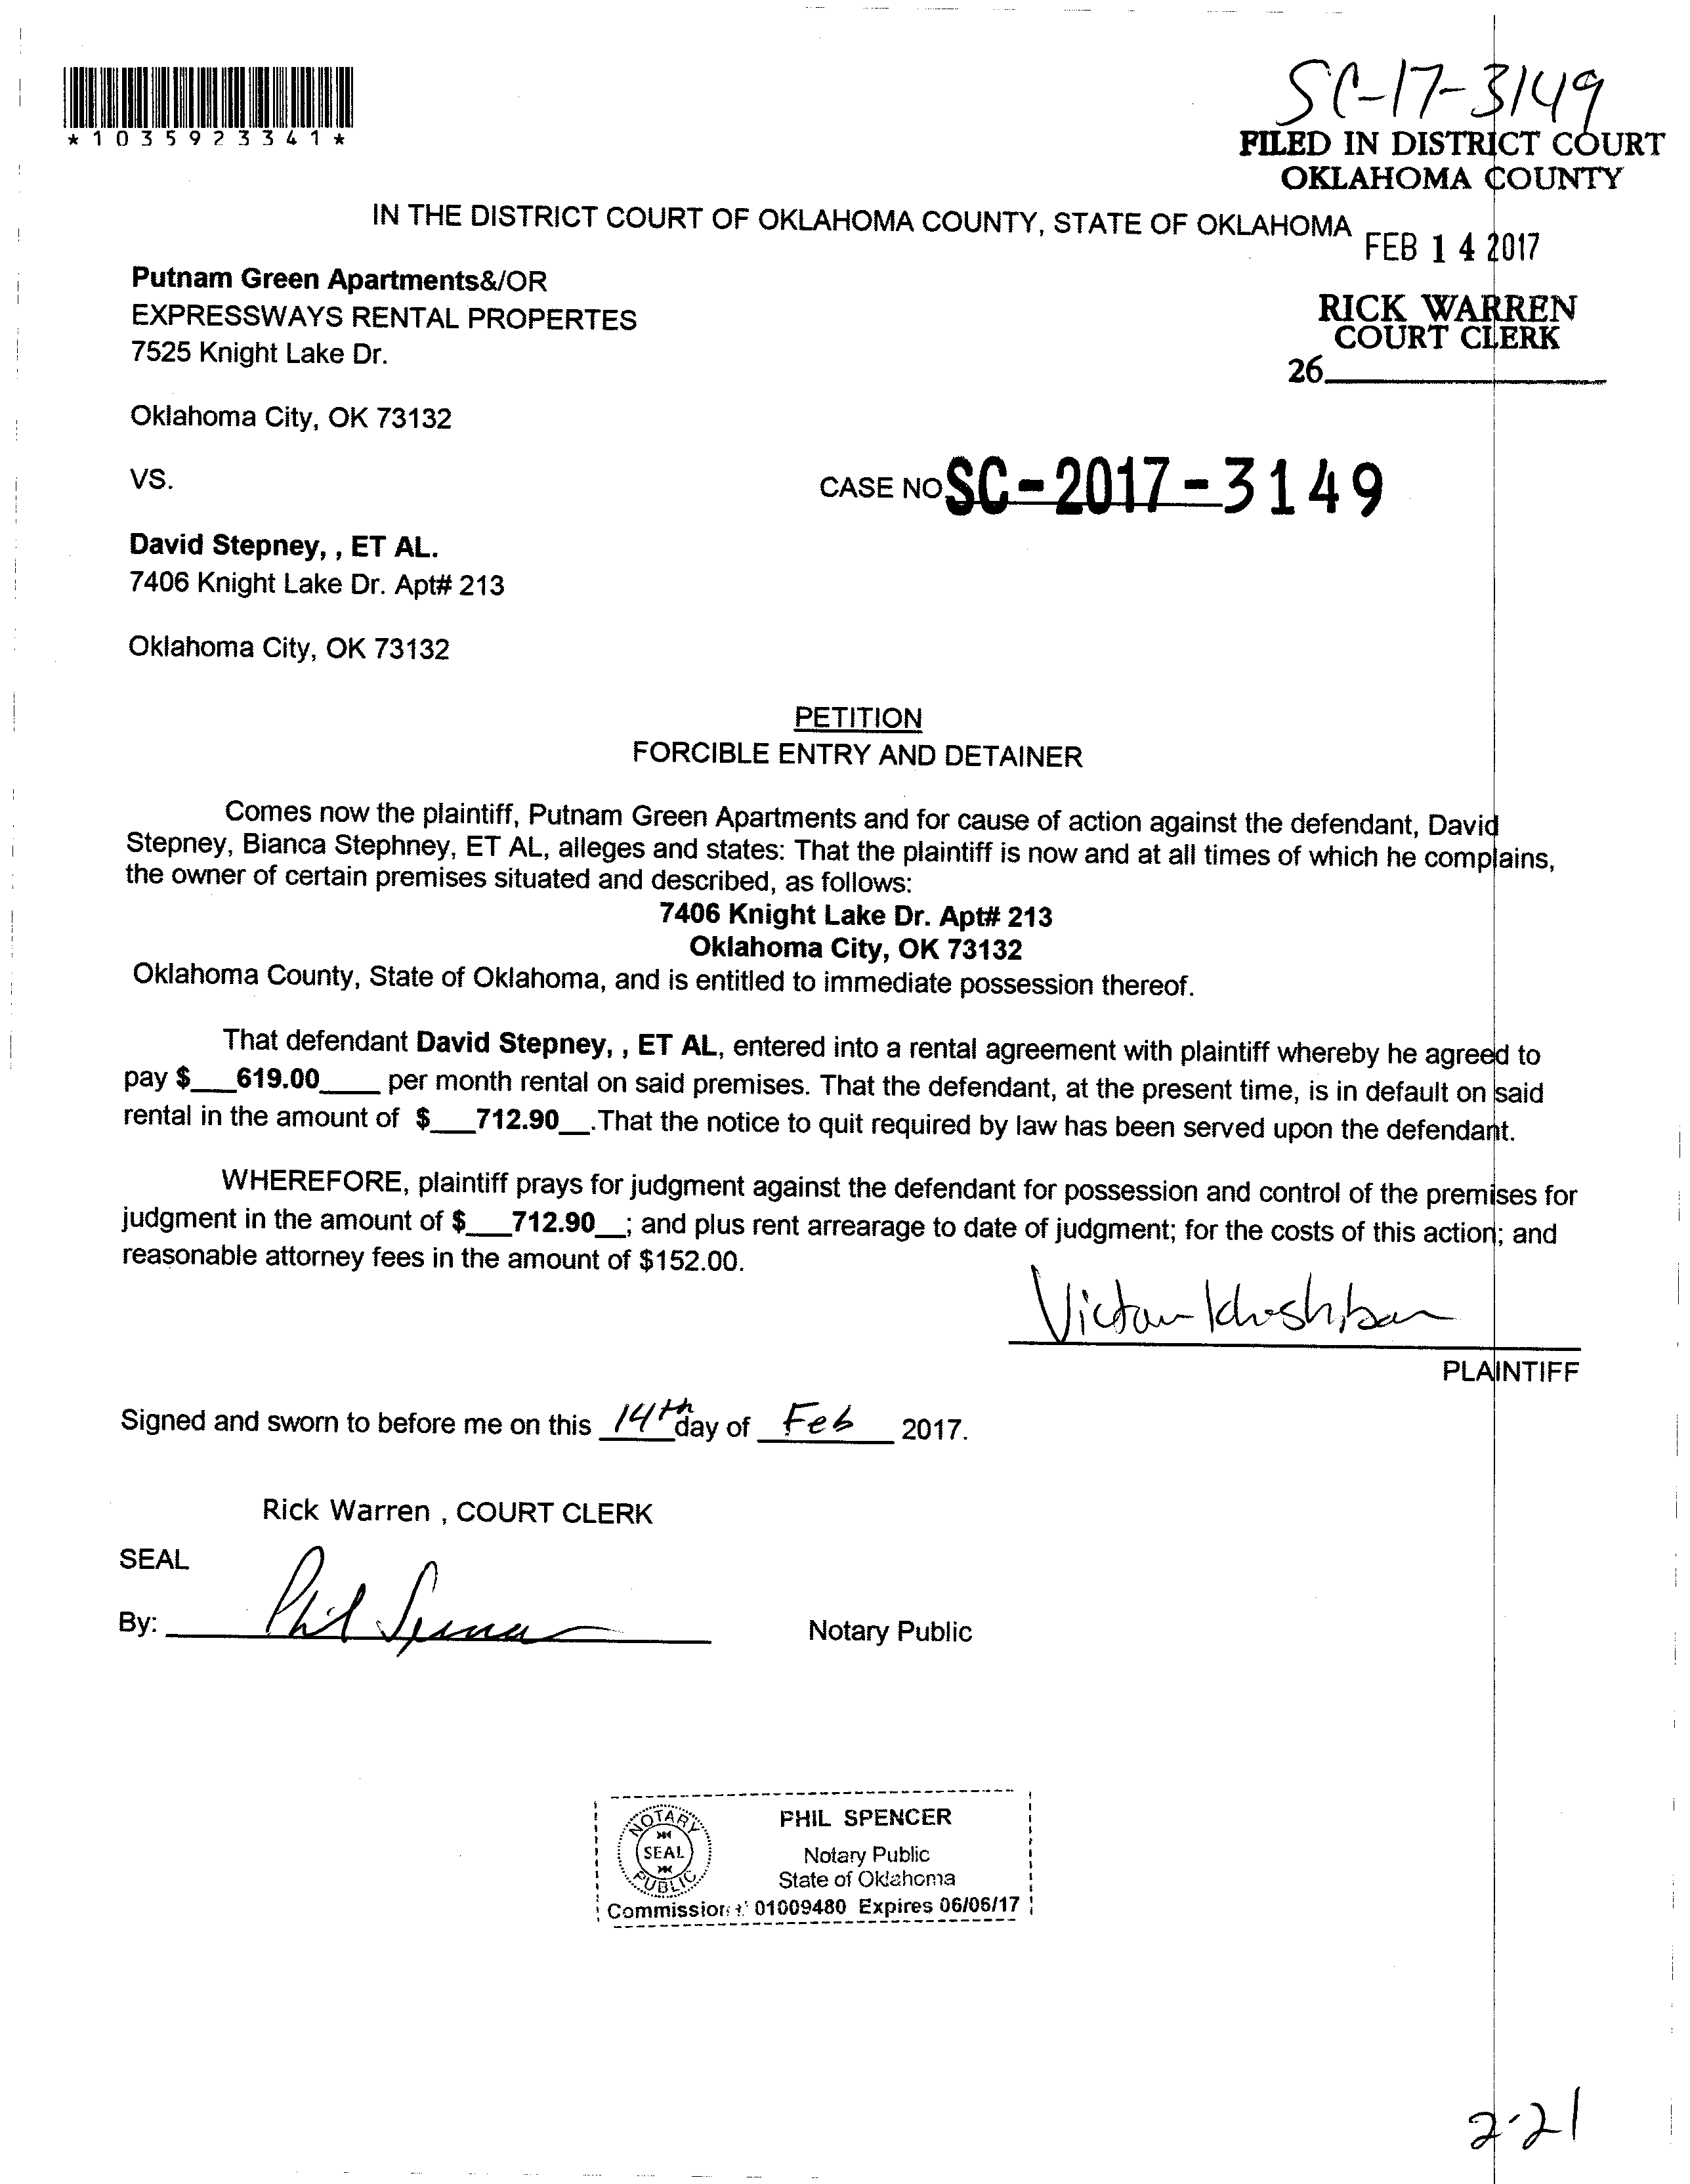 SC-17-3149
*1035923341*
FILED IN DISTRICT COURT
OKLAHOMA COUNTY
IN THE DISTRICT COURT OF OKLAHOMA COUNTY, STATE OF OKLAHOMA
FEB 14 2017
Putnam Green Apartments&/OR
EXPRESSWAYS RENTAL PROPERTES
7525 Knight Lake Dr.
RICK WARREN
COURT CLERK
26
Oklahoma City, OK 73132
VS.
CASE NO SC-2017-3149
David Stepney, , ET AL.
7406 Knight Lake Dr. Apt# 213
Oklahoma City, OK 73132
PETITION
FORCIBLE ENTRY AND DETAINER
Comes now the plaintiff, Putnam Green Apartments and for cause of action against the defendant, David
Stepney, Bianca Stephney, ET AL, alleges and states: That the plaintiff is now and at all times of which he complains,
the owner of certain premises situated and described, as follows:
7406 Knight Lake Dr. Apt# 213
Oklahoma City, OK 73132
Oklahoma County, State of Oklahoma, and is entitled to immediate possession thereof.
That defendant David Stepney, , ET AL, entered into a rental agreement with plaintiff whereby he agreed to
pay $___619.00____ per month rental on said premises. That the defendant, at the present time, is in default on said
rental in the amount of $___712.90__.That the notice to quit required by law has been served upon the defendant.
WHEREFORE, plaintiff prays for judgment against the defendant for possession and control of the premises for
judgment in the amount of $___712.90__; and plus rent arrearage to date of judgment; for the costs of this action; and
reasonable attorney fees in the amount of $152.00.
PLAINTIFF
Signed and sworn to before me on this 14th day of Feb 2017.
Rick Warren , COURT CLERK
SEAL
By: Phil Spencer Notary Public
NOTARY
SEAL
PUBLIC
PHIL SPENCER
Notary Public
State of Oklahoma
Commission # 01009480 Expires 06/06/17
2-21